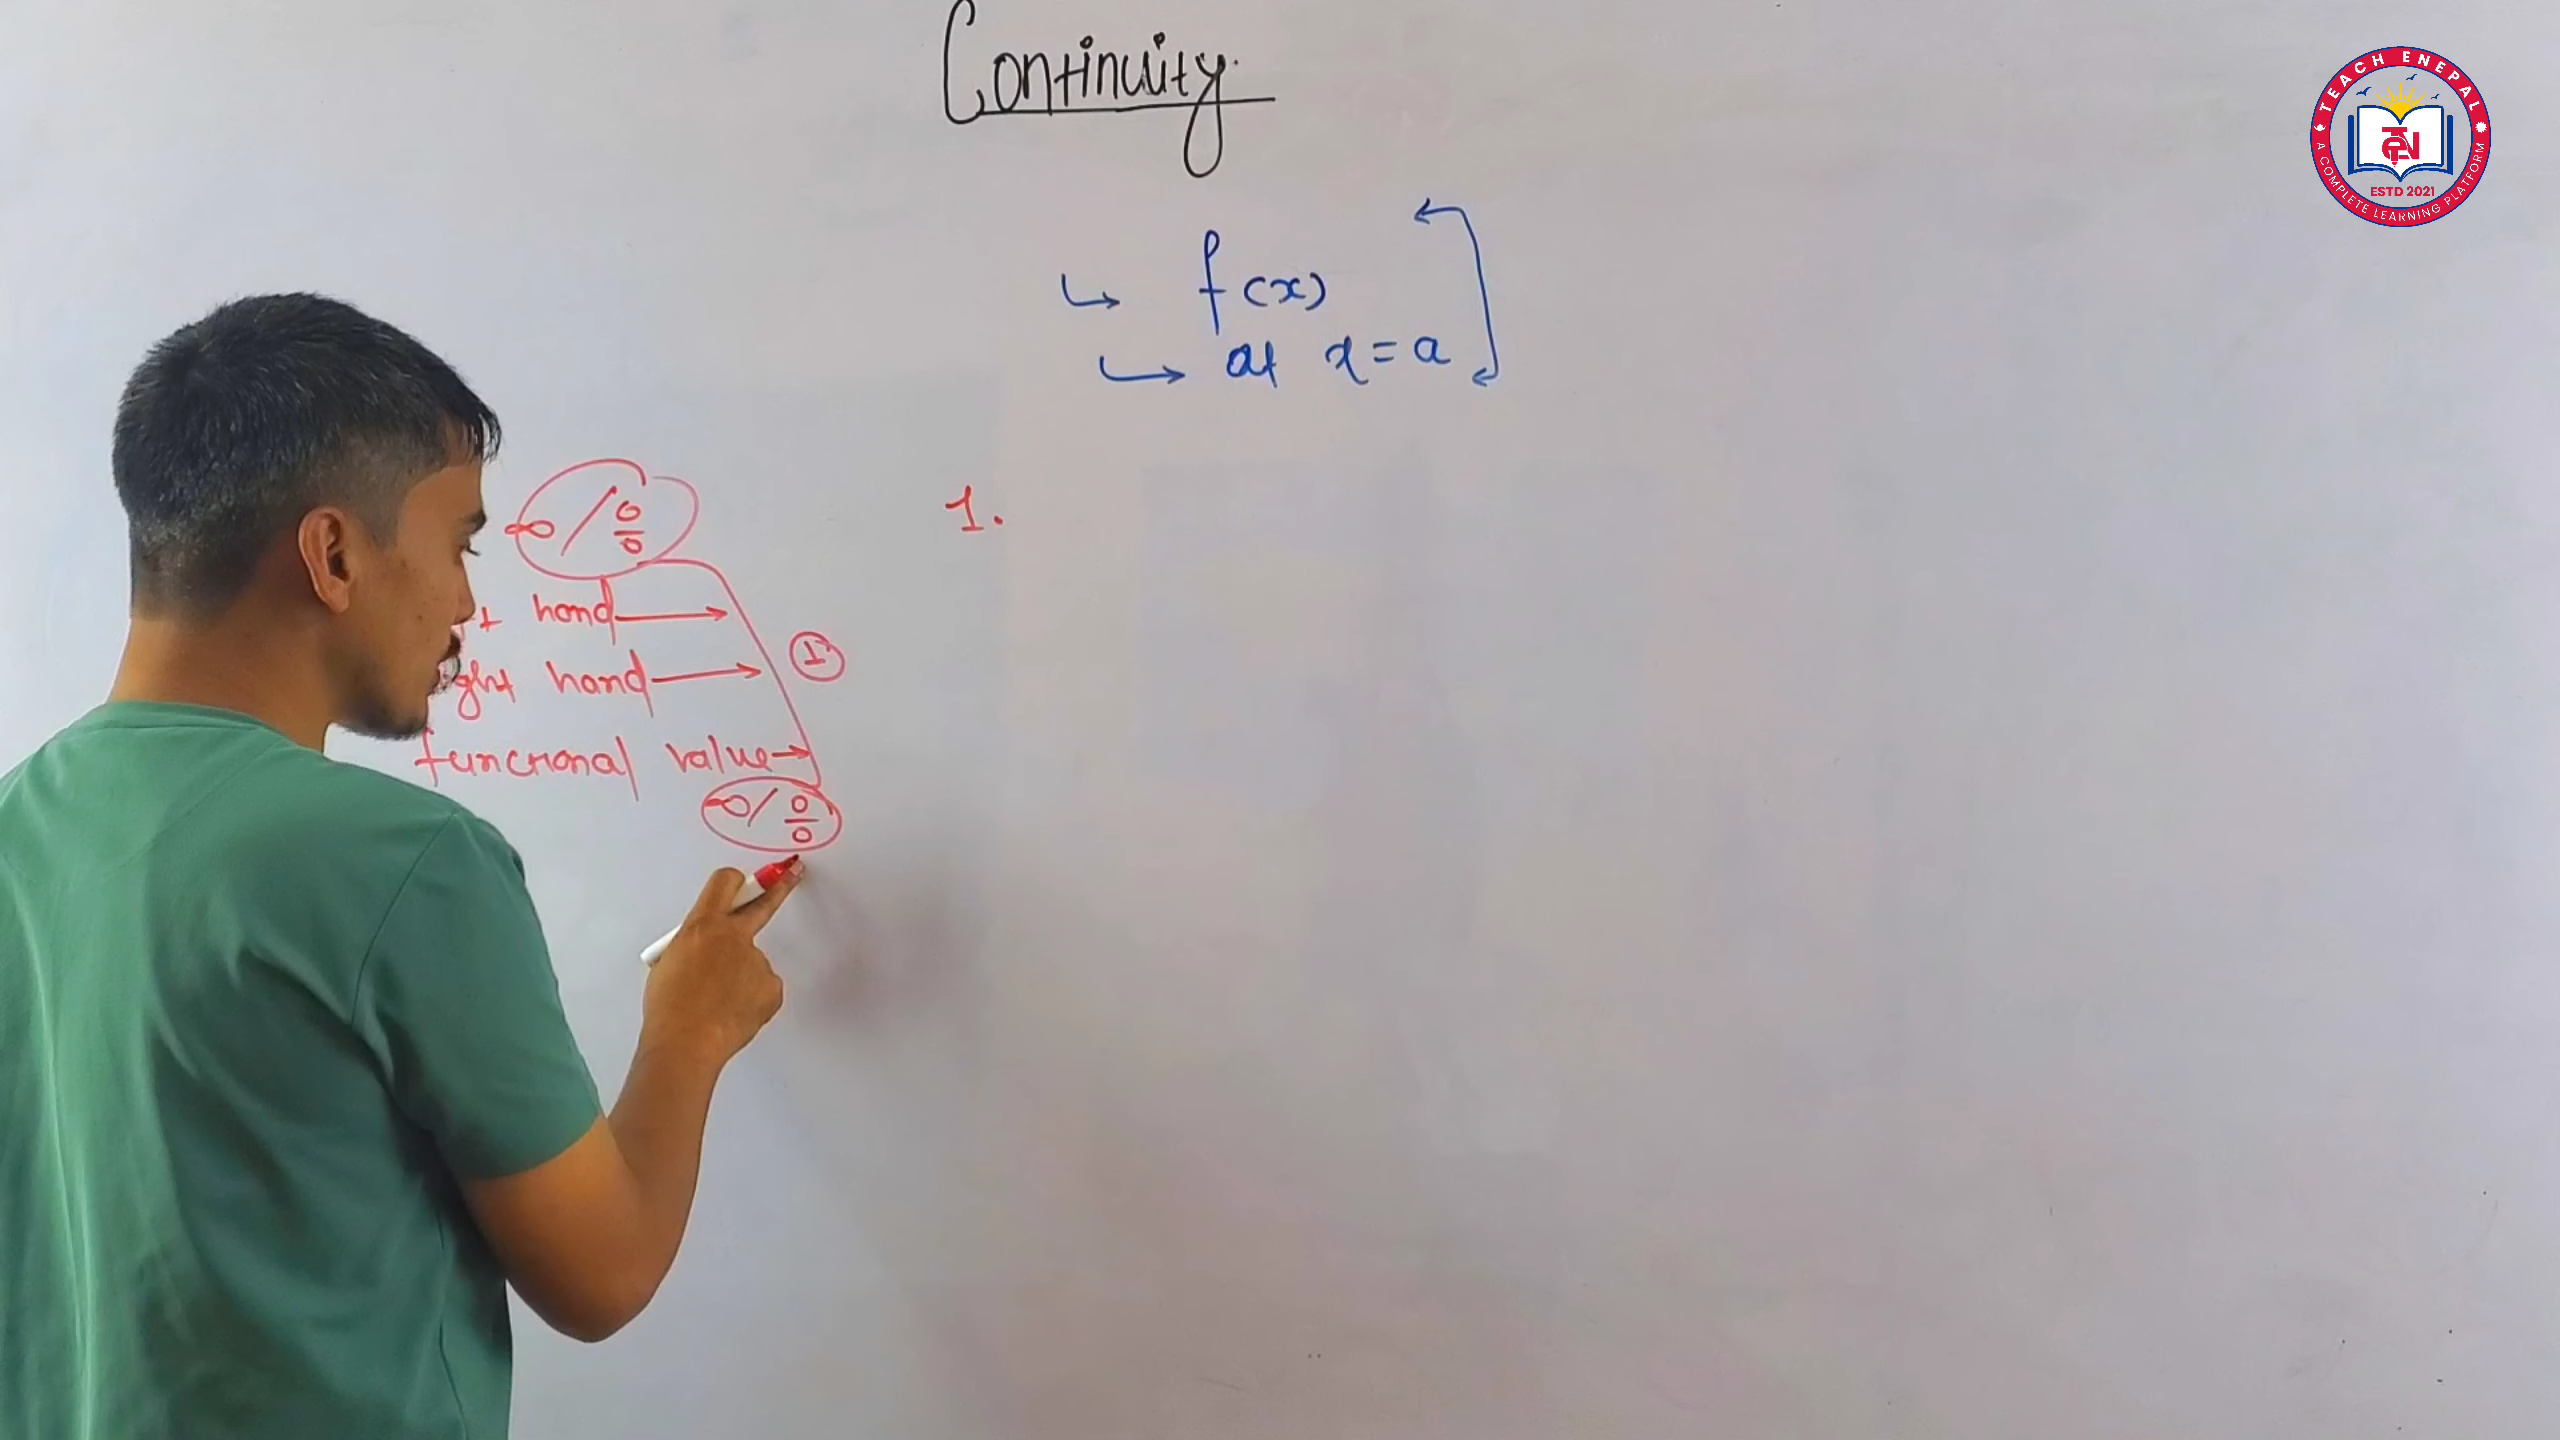 Continuity.
f(x)
at x = a
∞ / 0/0
1.
hand
①
hand
functional value
∞ / 0/0
TEACH ENEPAL
ESTD 2021
A COMPLETE LEARNING PLATFORM